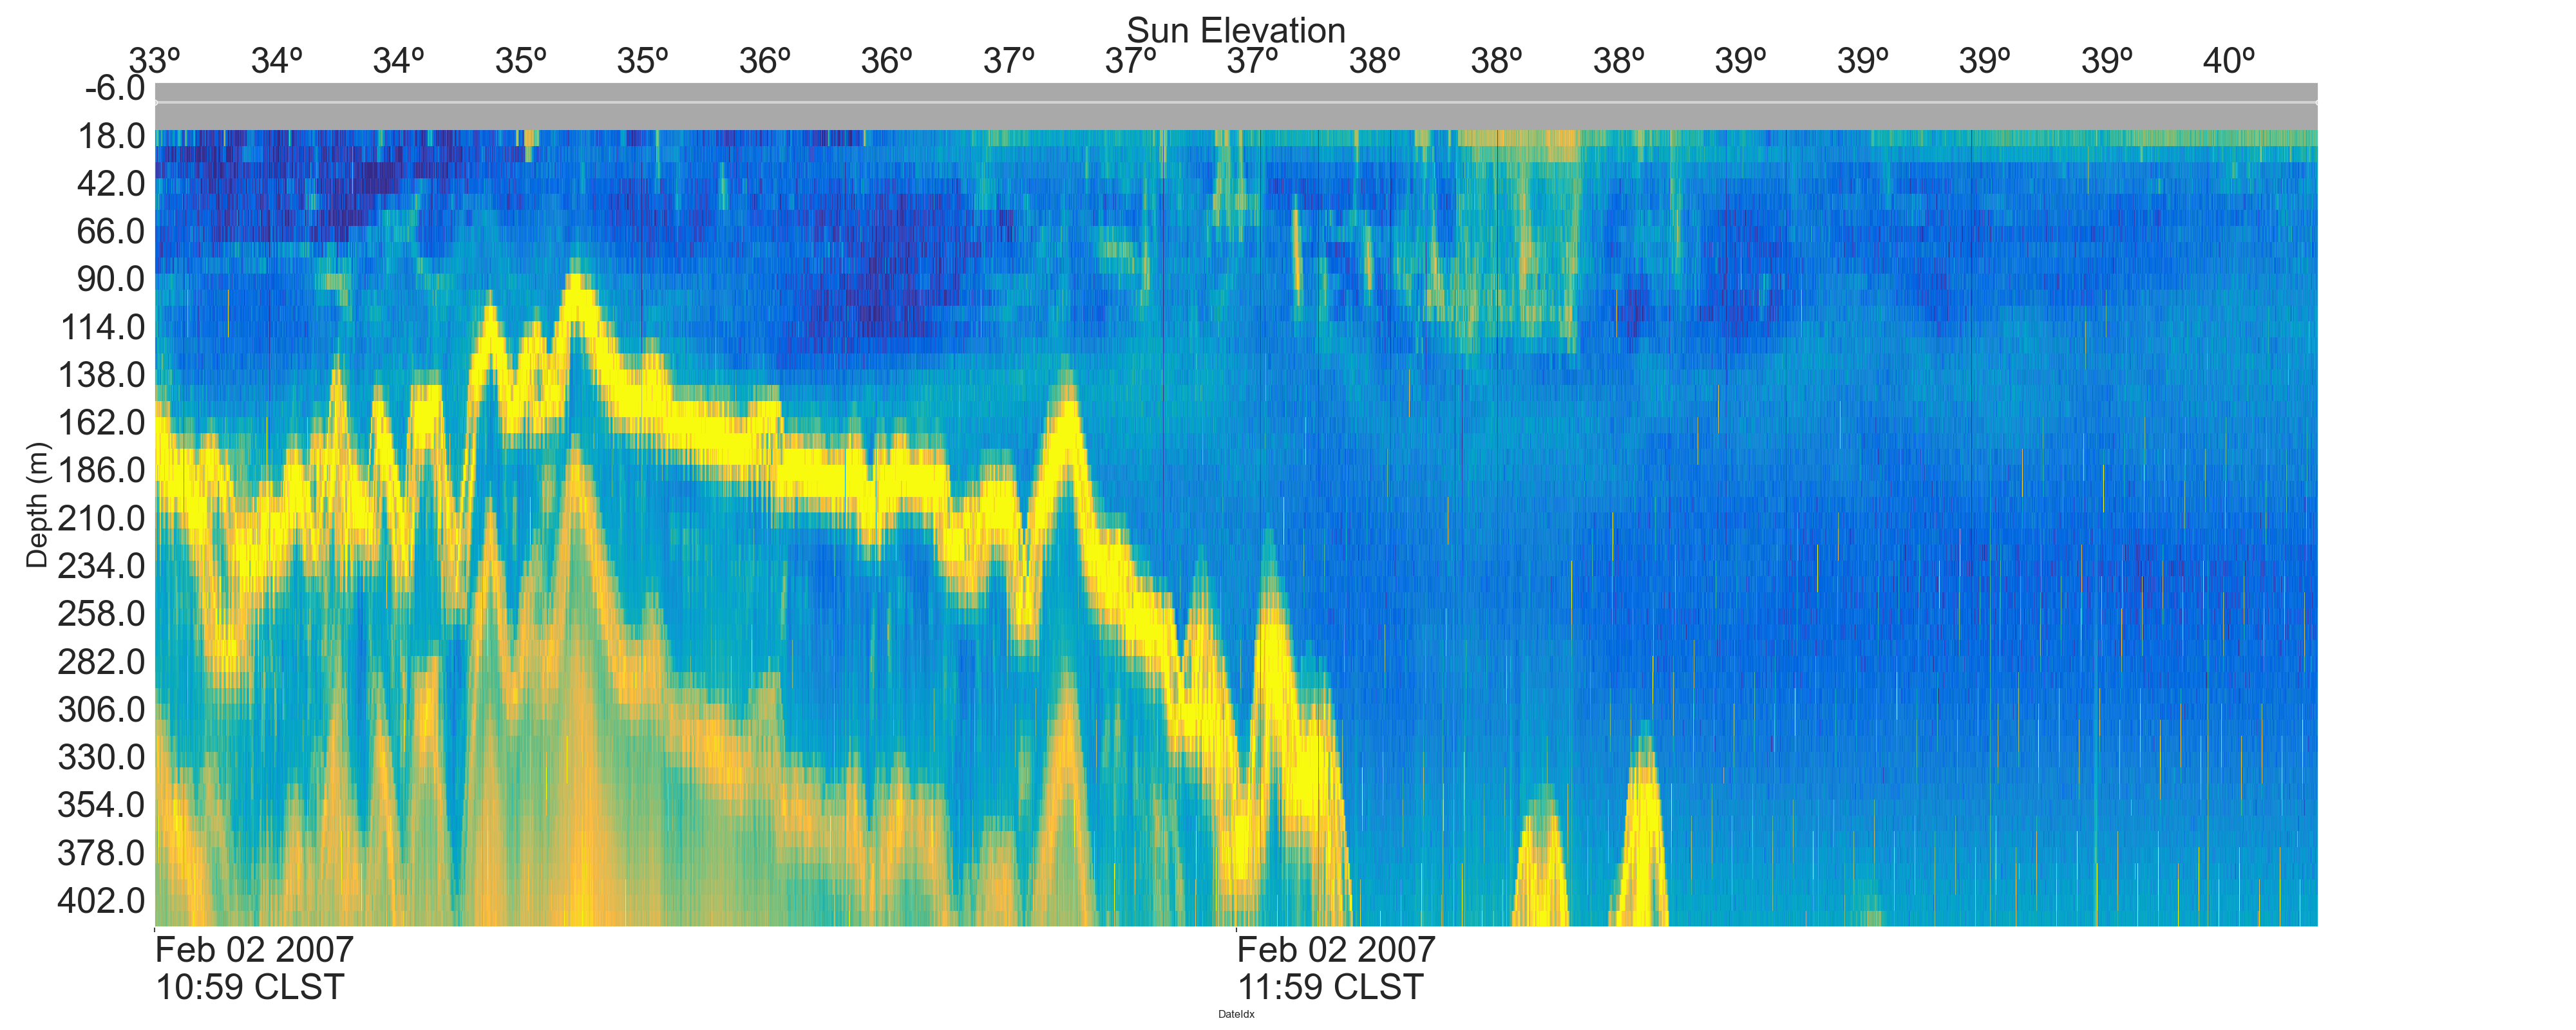 Sun Elevation
33º 34º 34º 35º 35º 36º 36º 37º 37º 37º 38º 38º 38º 39º 39º 39º 39º 40º
-6.0
18.0
42.0
66.0
90.0
114.0
138.0
162.0
186.0
210.0
234.0
258.0
282.0
306.0
330.0
354.0
378.0
402.0
Depth (m)
Feb 02 2007
10:59 CLST
Feb 02 2007
11:59 CLST
DateIdx